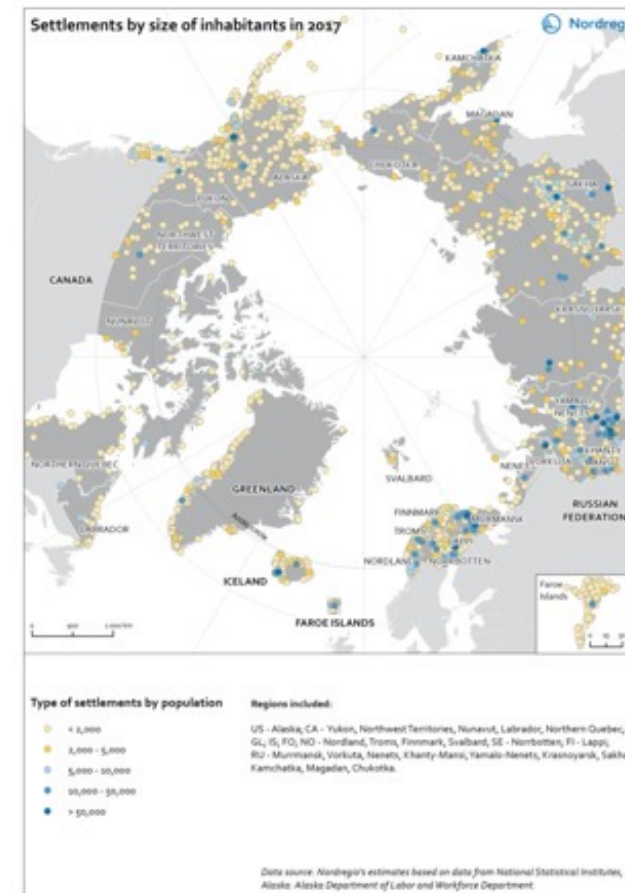 Settlements by size of inhabitants in 2017
Nordreg
KAMCHATKA
MAGADAN
CHUKOTKA
ALASKA
SAKHA
YUKON
NORTHWEST
TERRITORIES
CANADA
KRASNOYARSK
NUNAVUT
YAMALO-
NENETS
NORTHERN QUEBEC
SVALBARD
GREENLAND
RUSSIAN
FEDERATION
FINNMARK
MURMANSK
TROMS
LABRADOR
NORDLAND
NORRBOTTEN
ICELAND
Faroe
Islands
FAROE ISLANDS
Type of settlements by population
< 2,000
2,000 - 5,000
5,000 - 10,000
10,000 - 50,000
> 50,000
Regions included:
US - Alaska; CA - Yukon, Northwest Territories, Nunavut, Labrador, Northern Quebec,
GL; IS; FO; NO - Nordland, Troms, Finnmark, Svalbard, SE - Norrbotten, FI - Lappi;
RU - Murmansk, Vorkuta, Nenets, Khanty-Mansi, Yamalo-Nenets, Krasnoyarsk, Sakha
Kamchatka, Magadan, Chukotka.
Data source: Nordregio's estimates based on data from National Statistical Institutes,
Alaska: Alaska Department of Labor and Workforce Department.